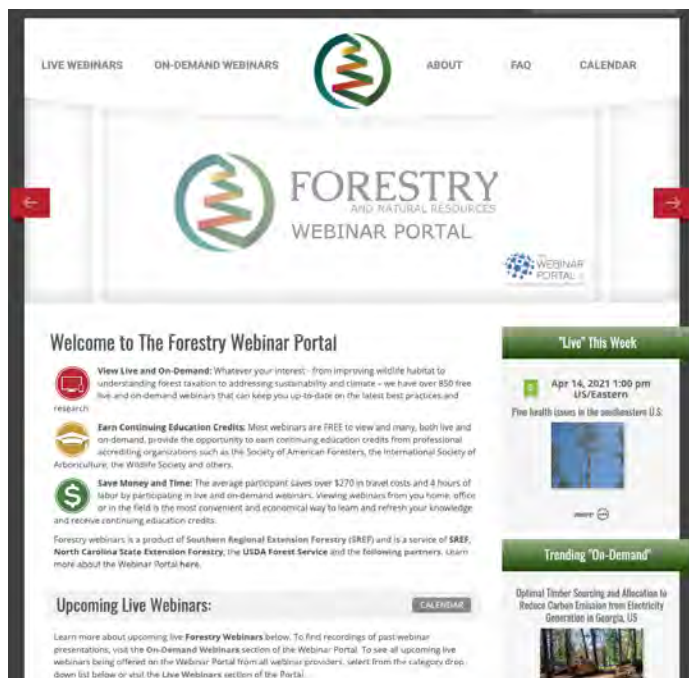 LIVE WEBINARS
ON-DEMAND WEBINARS
ABOUT
FAQ
CALENDAR
FORESTRY
AND NATURAL RESOURCES
WEBINAR PORTAL
WEBINAR
PORTAL
Welcome to The Forestry Webinar Portal
View Live and On-Demand: Whatever your interest - from improving wildlife habitat to
understanding forest taxation to addressing sustainability and climate – we have over 850 free
live and on-demand webinars that can keep you up-to-date on the latest best practices and
research
Earn Continuing Education Credits: Most webinars are FREE to view and many, both live and
on-demand, provide the opportunity to earn continuing education credits from professional
accrediting organizations such as the Society of American Foresters, the International Society of
Arboriculture, the Wildlife Society and others.
Save Money and Time: The average participant saves over $270 in travel costs and 4 hours of
labor by participating in live and on-demand webinars. Viewing webinars from you home, office
or in the field is the most convenient and economical way to learn and refresh your knowledge
and receive continuing education credits.
Forestry webinars is a product of Southern Regional Extension Forestry (SREF) and is a service of SREF,
North Carolina State Extension Forestry, the USDA Forest Service and the following partners. Learn
more about the Webinar Portal here.
Upcoming Live Webinars:
CALENDAR
Learn more about upcoming live Forestry Webinars below. To find recordings of past webinar
presentations, visit the On-Demand Webinars section of the Webinar Portal. To see all upcoming live
webinars being offered on the Webinar Portal from all webinar providers, select from the category drop
down list below or visit the Live Webinars section of the Portal.
"Live" This Week
Apr 14, 2021 1:00 pm
US/Eastern
Pine health issues in the southeastern U.S.
more
Trending "On-Demand"
Optimal Timber Sourcing and Allocation to
Reduce Carbon Emission from Electricity
Generation in Georgia, US